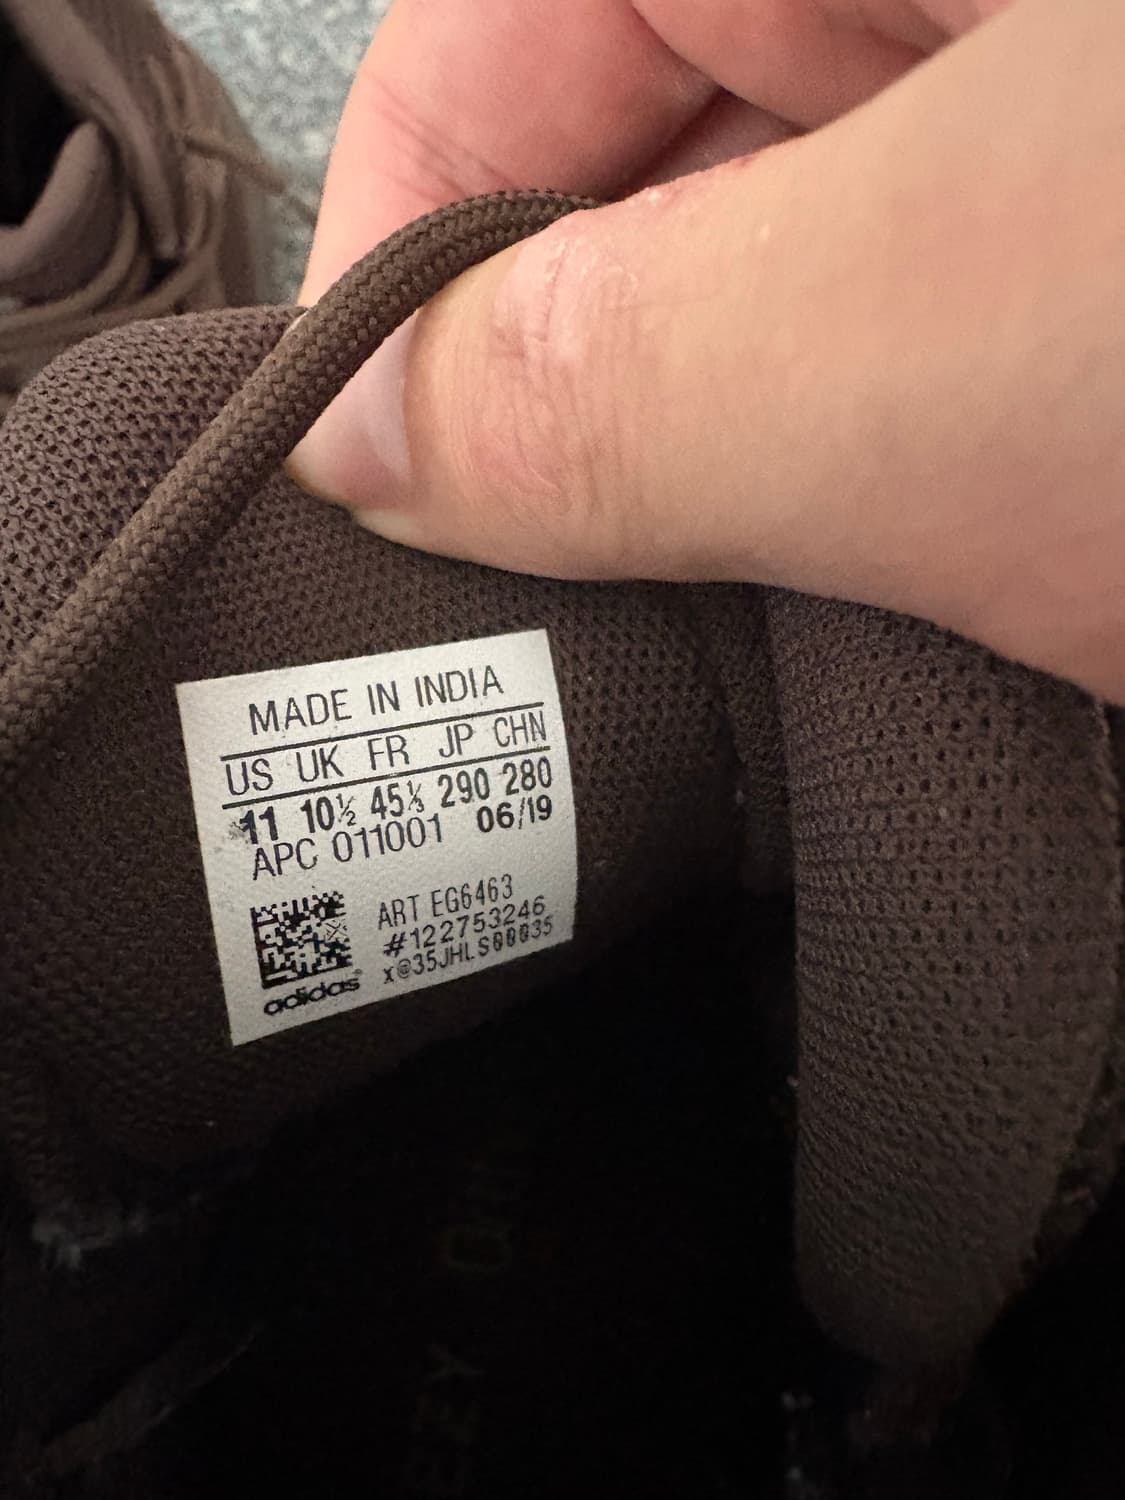 MADE IN INDIA
US UK FR JP CHN
11 10½ 45⅓ 290 280
APC 011001 06/19
ART EG6463
#122753246
x@35JHLS00035
adidas